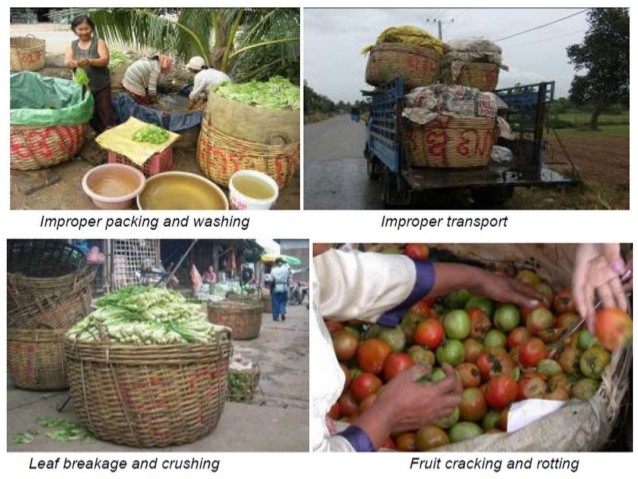 Improper packing and washing
Improper transport
Leaf breakage and crushing
Fruit cracking and rotting